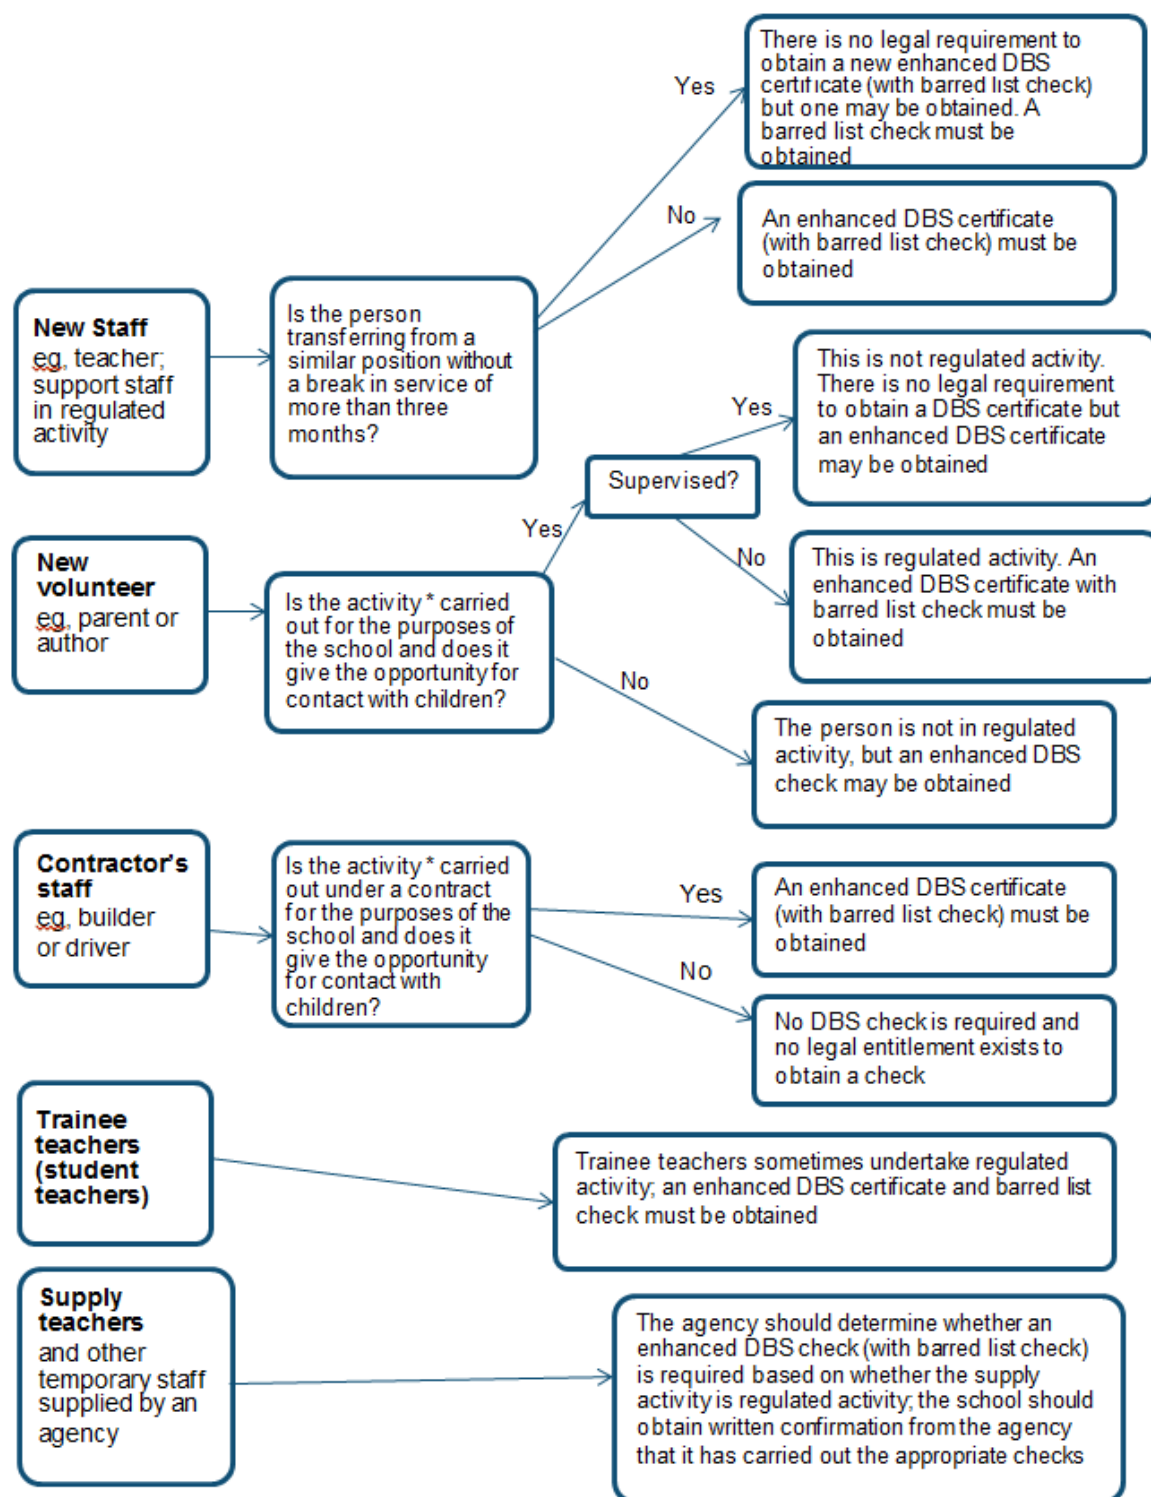 There is no legal requirement to
obtain a new enhanced DBS
certificate (with barred list check)
but one may be obtained. A
barred list check must be
obtained
Yes
No
An enhanced DBS certificate
(with barred list check) must be
obtained
New Staff
eg, teacher;
support staff
in regulated
activity
Is the person
transferring from a
similar position without
a break in service of
more than three
months?
This is not regulated activity.
There is no legal requirement
to obtain a DBS certificate but
an enhanced DBS certificate
may be obtained
Yes
Supervised?
Yes
No
This is regulated activity. An
enhanced DBS certificate with
barred list check must be
obtained
New
volunteer
eg, parent or
author
Is the activity * carried
out for the purposes of
the school and does it
give the opportunity for
contact with children?
No
The person is not in regulated
activity, but an enhanced DBS
check may be obtained
Contractor's
staff
eg, builder
or driver
Is the activity * carried
out under a contract
for the purposes of the
school and does it
give the opportunity
for contact with
children?
Yes
An enhanced DBS certificate
(with barred list check) must be
obtained
No
No DBS check is required and
no legal entitlement exists to
obtain a check
Trainee
teachers
(student
teachers)
Trainee teachers sometimes undertake regulated
activity; an enhanced DBS certificate and barred list
check must be obtained
Supply
teachers
and other
temporary staff
supplied by an
agency
The agency should determine whether an
enhanced DBS check (with barred list check)
is required based on whether the supply
activity is regulated activity; the school should
obtain written confirmation from the agency
that it has carried out the appropriate checks